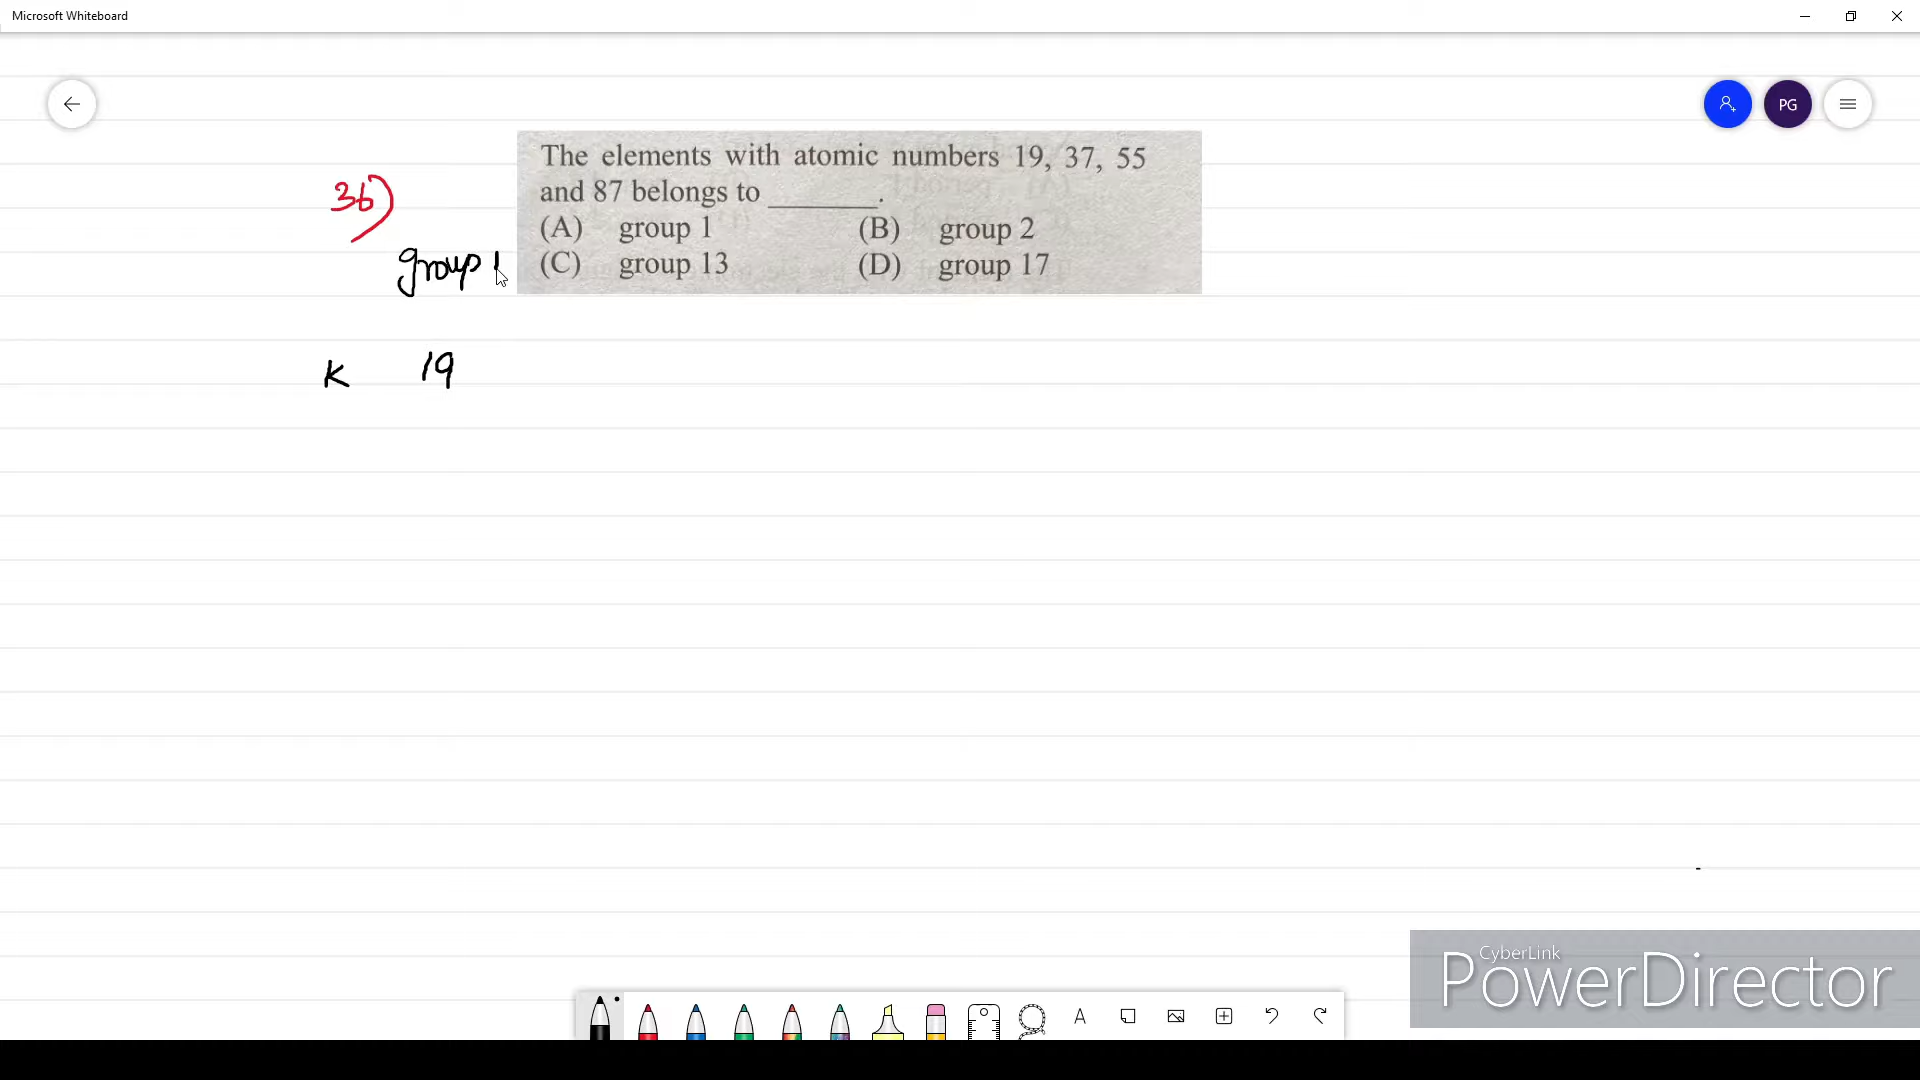 Microsoft Whiteboard
PG
The elements with atomic numbers 19, 37, 55
and 87 belongs to ________.
36)
(A) group 1 (B) group 2
(C) group 13 (D) group 17
group 1
K 19
CyberLink
PowerDirector
A